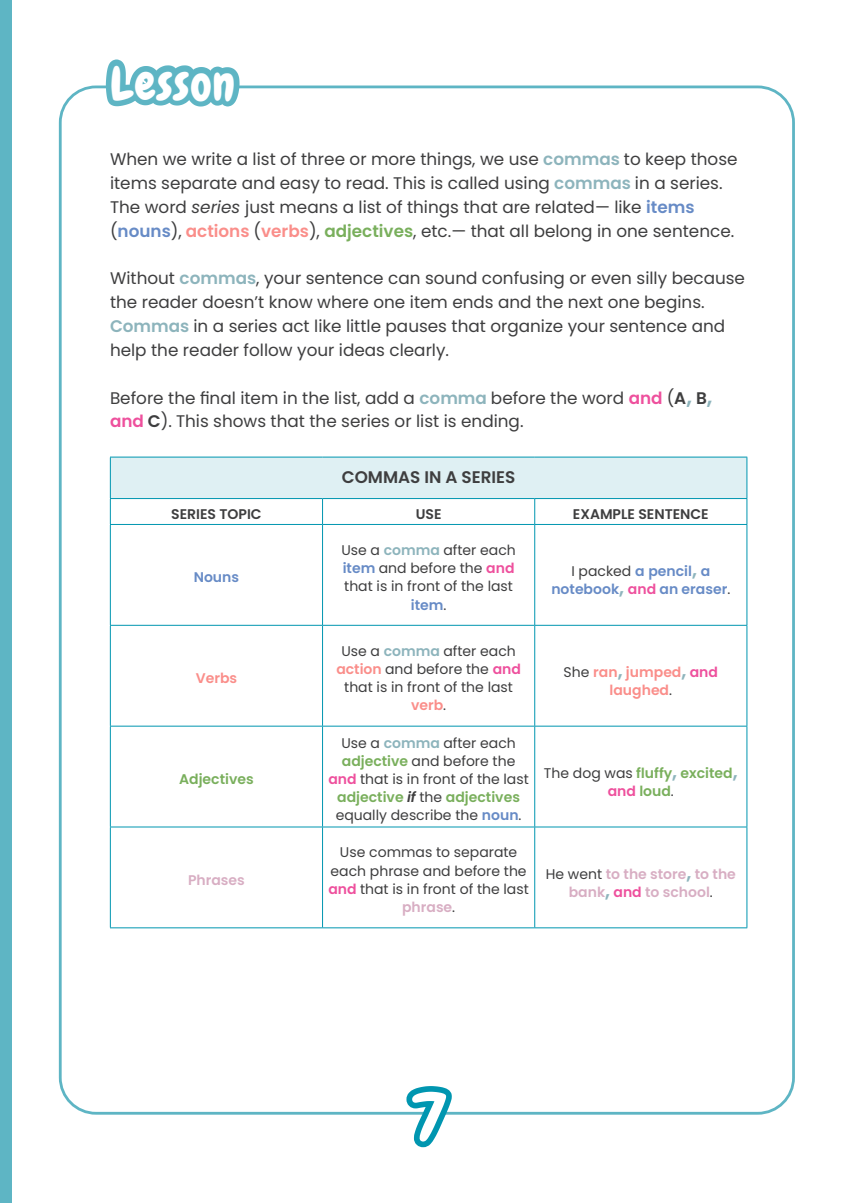 Lesson
When we write a list of three or more things, we use commas to keep those
items separate and easy to read. This is called using commas in a series.
The word series just means a list of things that are related— like items
(nouns), actions (verbs), adjectives, etc.— that all belong in one sentence.
Without commas, your sentence can sound confusing or even silly because
the reader doesn’t know where one item ends and the next one begins.
Commas in a series act like little pauses that organize your sentence and
help the reader follow your ideas clearly.
Before the final item in the list, add a comma before the word and (A, B,
and C). This shows that the series or list is ending.
COMMAS IN A SERIES
SERIES TOPIC
USE
EXAMPLE SENTENCE
Nouns
Use a comma after each
item and before the and
that is in front of the last
item.
I packed a pencil, a
notebook, and an eraser.
Verbs
Use a comma after each
action and before the and
that is in front of the last
verb.
She ran, jumped, and
laughed.
Adjectives
Use a comma after each
adjective and before the
and that is in front of the last
adjective if the adjectives
equally describe the noun.
The dog was fluffy, excited,
and loud.
Phrases
Use commas to separate
each phrase and before the
and that is in front of the last
phrase.
He went to the store, to the
bank, and to school.
7